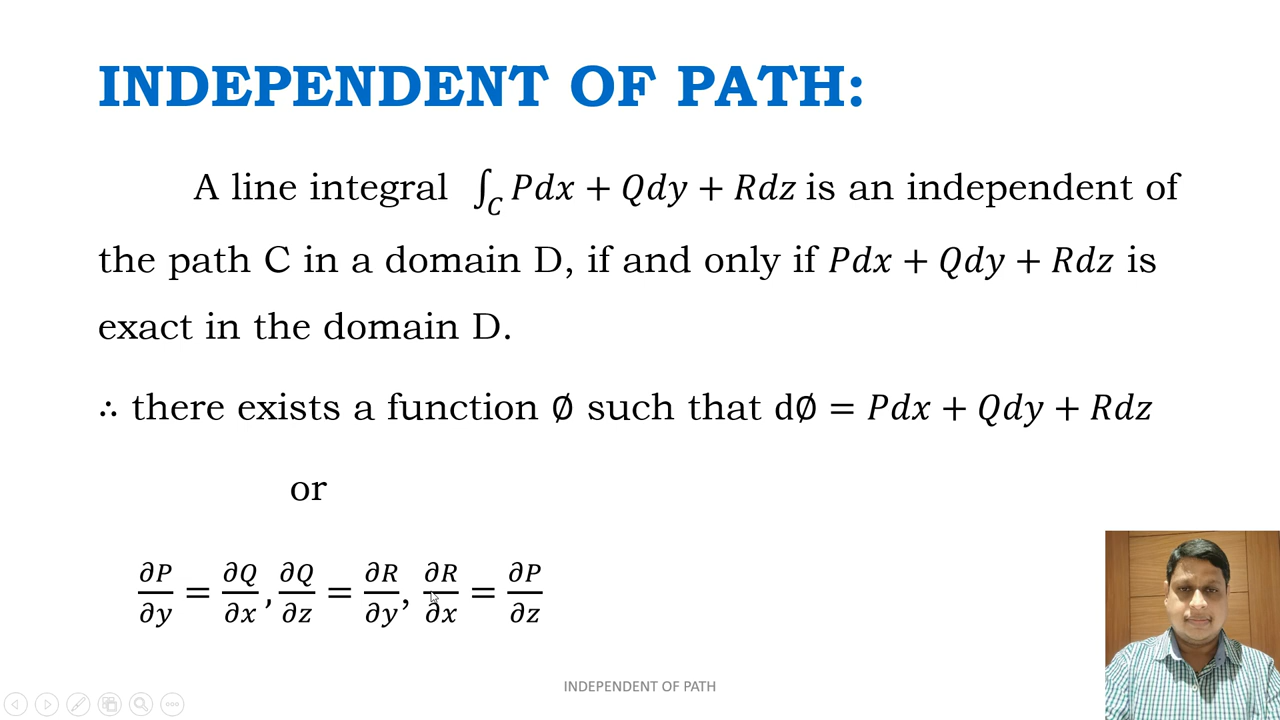 INDEPENDENT OF PATH:
A line integral ∫_C Pdx + Qdy + Rdz is an independent of
the path C in a domain D, if and only if Pdx + Qdy + Rdz is
exact in the domain D.
∴ there exists a function ∅ such that d∅ = Pdx + Qdy + Rdz
or
∂P/∂y = ∂Q/∂x, ∂Q/∂z = ∂R/∂y, ∂R/∂x = ∂P/∂z
INDEPENDENT OF PATH